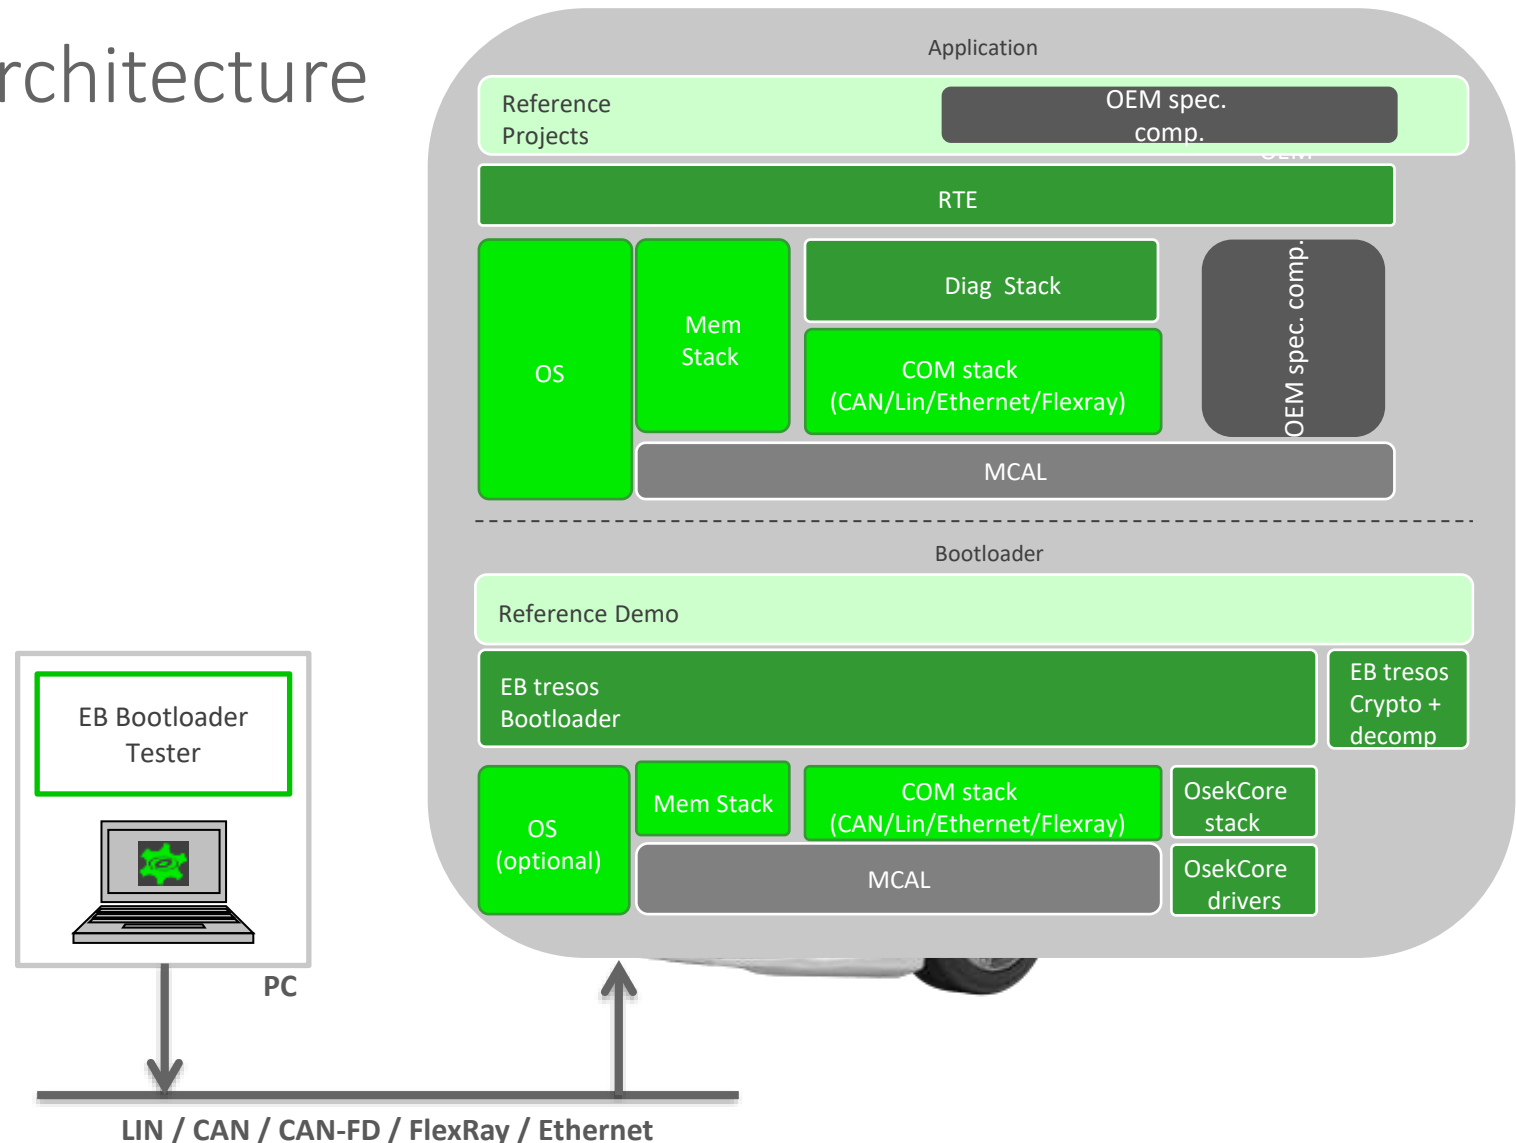 rchitecture
Application
Reference
Projects
OEM spec.
comp.
RTE
OS
Mem
Stack
Diag Stack
COM stack
(CAN/Lin/Ethernet/Flexray)
OEM spec. comp.
MCAL
Bootloader
Reference Demo
EB tresos
Bootloader
EB tresos
Crypto +
decomp
OS
(optional)
Mem Stack
COM stack
(CAN/Lin/Ethernet/Flexray)
OsekCore
stack
MCAL
OsekCore
drivers
EB Bootloader
Tester
PC
LIN / CAN / CAN-FD / FlexRay / Ethernet